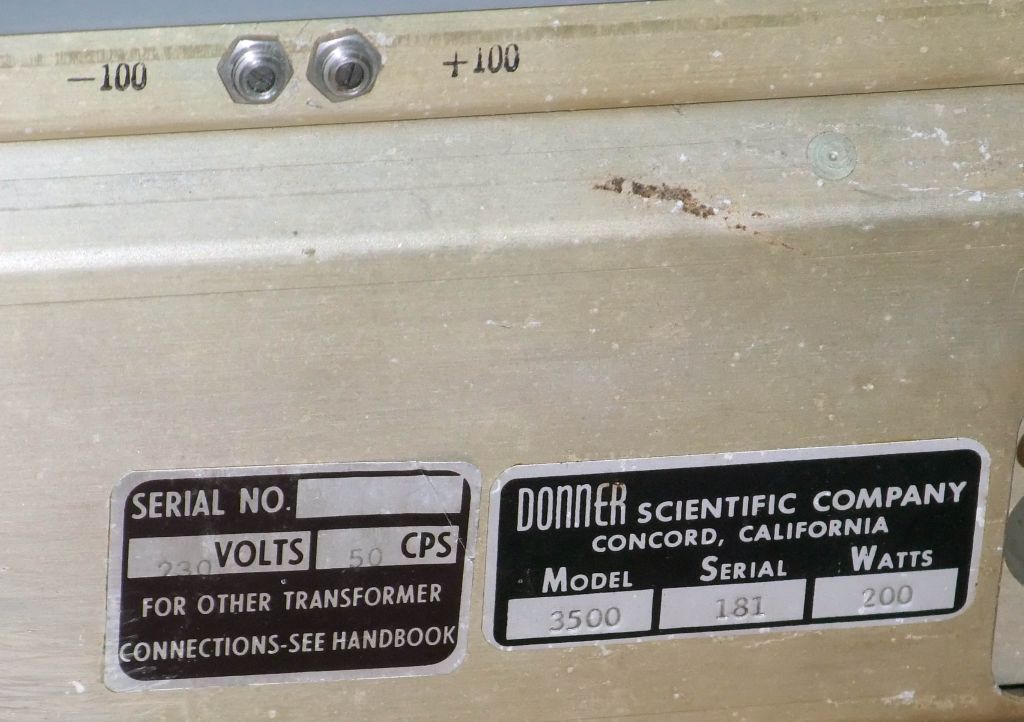 -100 +100
SERIAL NO.
230 VOLTS 50 CPS
FOR OTHER TRANSFORMER
CONNECTIONS-SEE HANDBOOK
DONNER SCIENTIFIC COMPANY
CONCORD, CALIFORNIA
MODEL SERIAL WATTS
3500 181 200